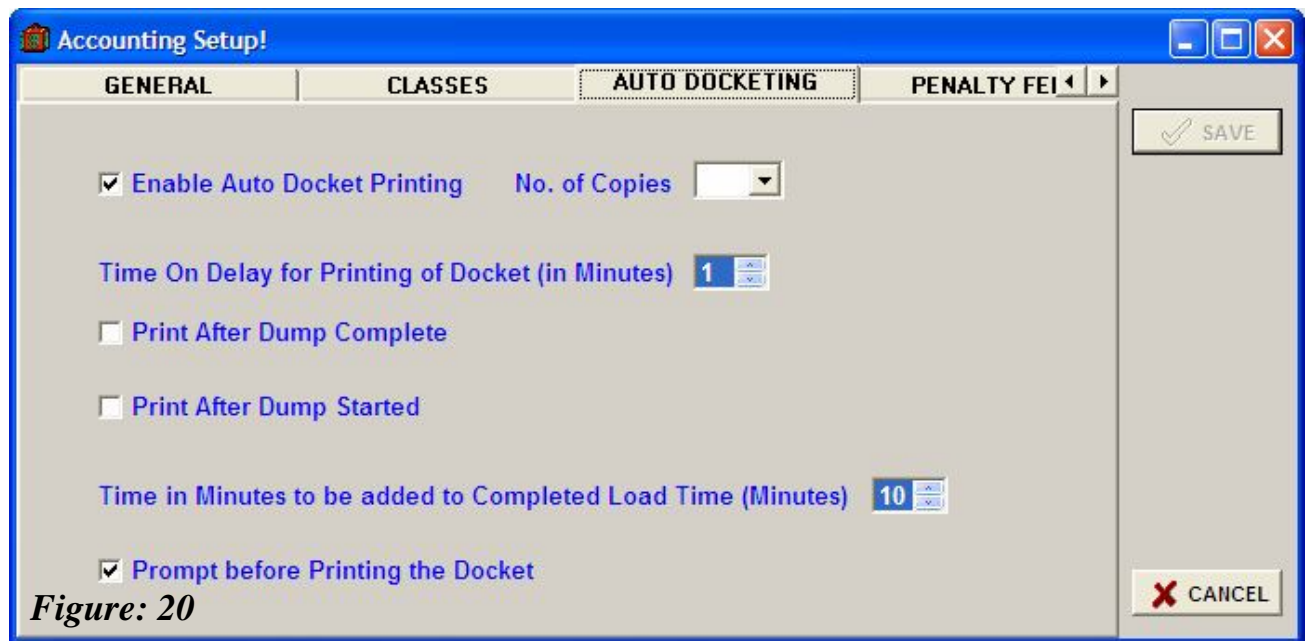 Accounting Setup!
GENERAL CLASSES AUTO DOCKETING PENALTY FEI
SAVE
Enable Auto Docket Printing No. of Copies
Time On Delay for Printing of Docket (in Minutes) 1
Print After Dump Complete
Print After Dump Started
Time in Minutes to be added to Completed Load Time (Minutes) 10
Prompt before Printing the Docket
CANCEL
Figure: 20